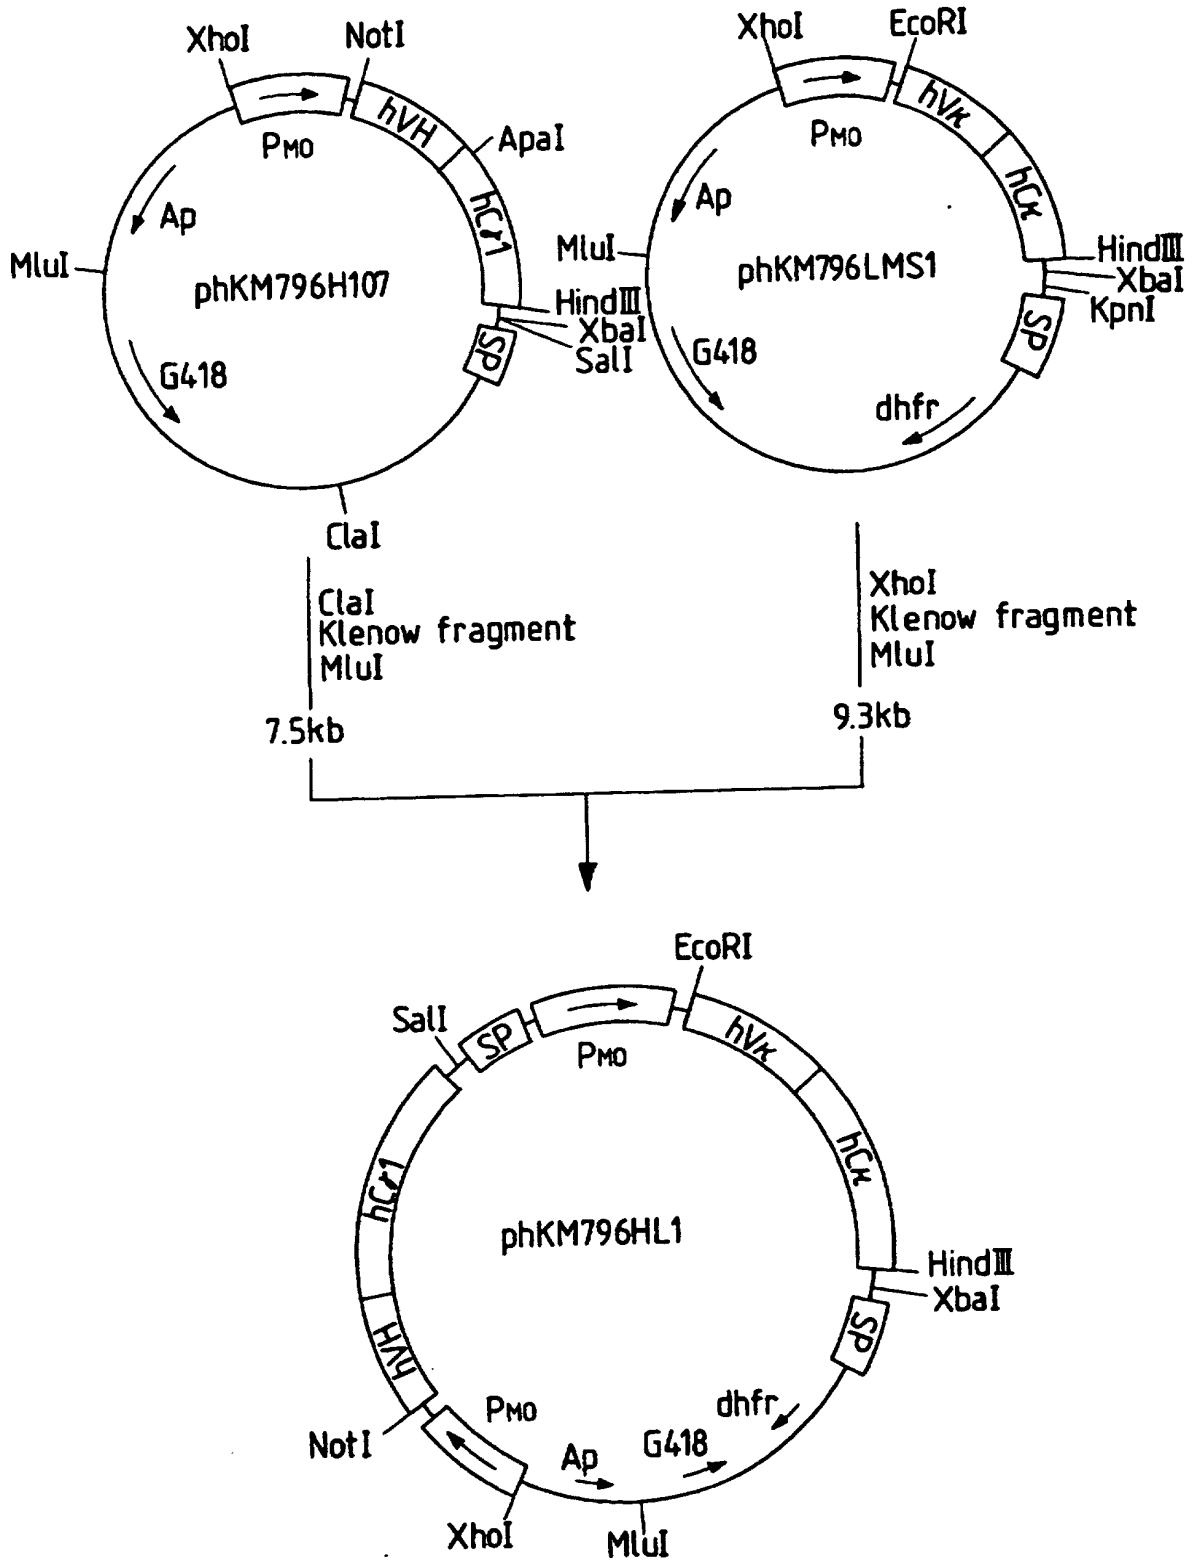 XhoI
NotI
PMO
hVH
ApaI
hCγ1
Ap
MluI
phKM796H107
HindIII
XbaI
SalI
SP
G418
ClaI
XhoI
EcoRI
PMO
hVκ
hCκ
Ap
MluI
phKM796LMS1
HindIII
XbaI
KpnI
SP
G418
dhfr
ClaI
Klenow fragment
MluI
7.5kb
XhoI
Klenow fragment
MluI
9.3kb
EcoRI
SalI
SP
PMO
hVκ
hCγ1
hCκ
phKM796HL1
HindIII
XbaI
SP
hVH
NotI
PMO
dhfr
G418
Ap
XhoI
MluI